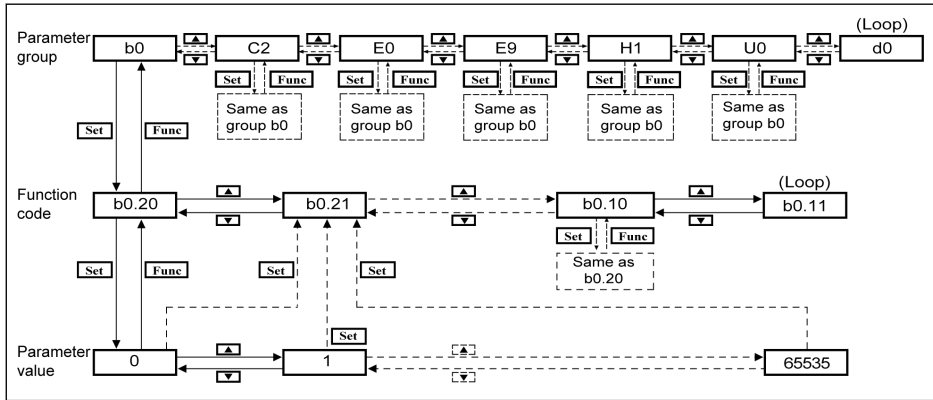 Parameter
group
b0
▲
▼
C2
▲
▼
E0
▲
▼
E9
▲
▼
H1
▲
▼
U0
▲
▼
(Loop)
d0
Set
Func
Set
Func
Set
Func
Set
Func
Set
Func
Same as
group b0
Same as
group b0
Same as
group b0
Same as
group b0
Same as
group b0
Set
Func
Function
code
b0.20
▲
▼
b0.21
▲
▼
b0.10
▲
▼
(Loop)
b0.11
Set
Func
Same as
b0.20
Set
Func
Set
Set
Set
Parameter
value
0
▲
▼
1
▲
▼
65535